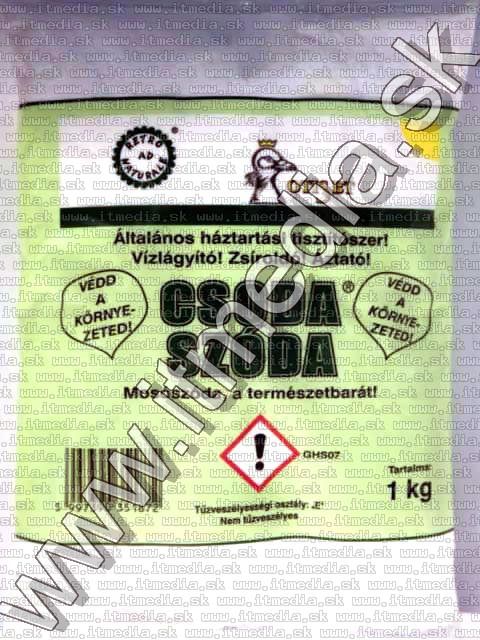 RETRO
AD
NATURAL ®
Általános háztartási tisztítószer!
Vízlágyító! Zsíroldó! Áztató!
VÉDD
A
KÖRNYE-
ZETED!
CSODA ®
SZÓDA
VÉDD
A
KÖRNYE-
ZETED!
Mosószóda, a természetbarát!
GHS07
Tartalma:
1 kg
Tűzveszélyességi osztály: „E”
Nem tűzveszélyes
www.itmedia.sk